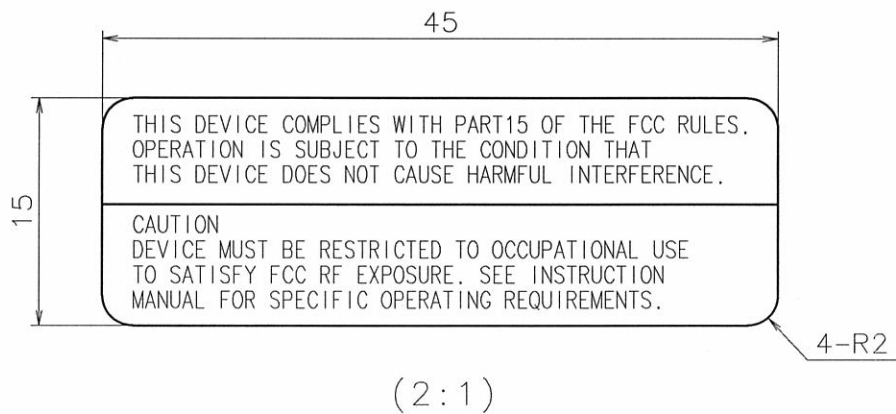 45
THIS DEVICE COMPLIES WITH PART15 OF THE FCC RULES.
OPERATION IS SUBJECT TO THE CONDITION THAT
THIS DEVICE DOES NOT CAUSE HARMFUL INTERFERENCE.
15
CAUTION
DEVICE MUST BE RESTRICTED TO OCCUPATIONAL USE
TO SATISFY FCC RF EXPOSURE. SEE INSTRUCTION
MANUAL FOR SPECIFIC OPERATING REQUIREMENTS.
4-R2
(2:1)